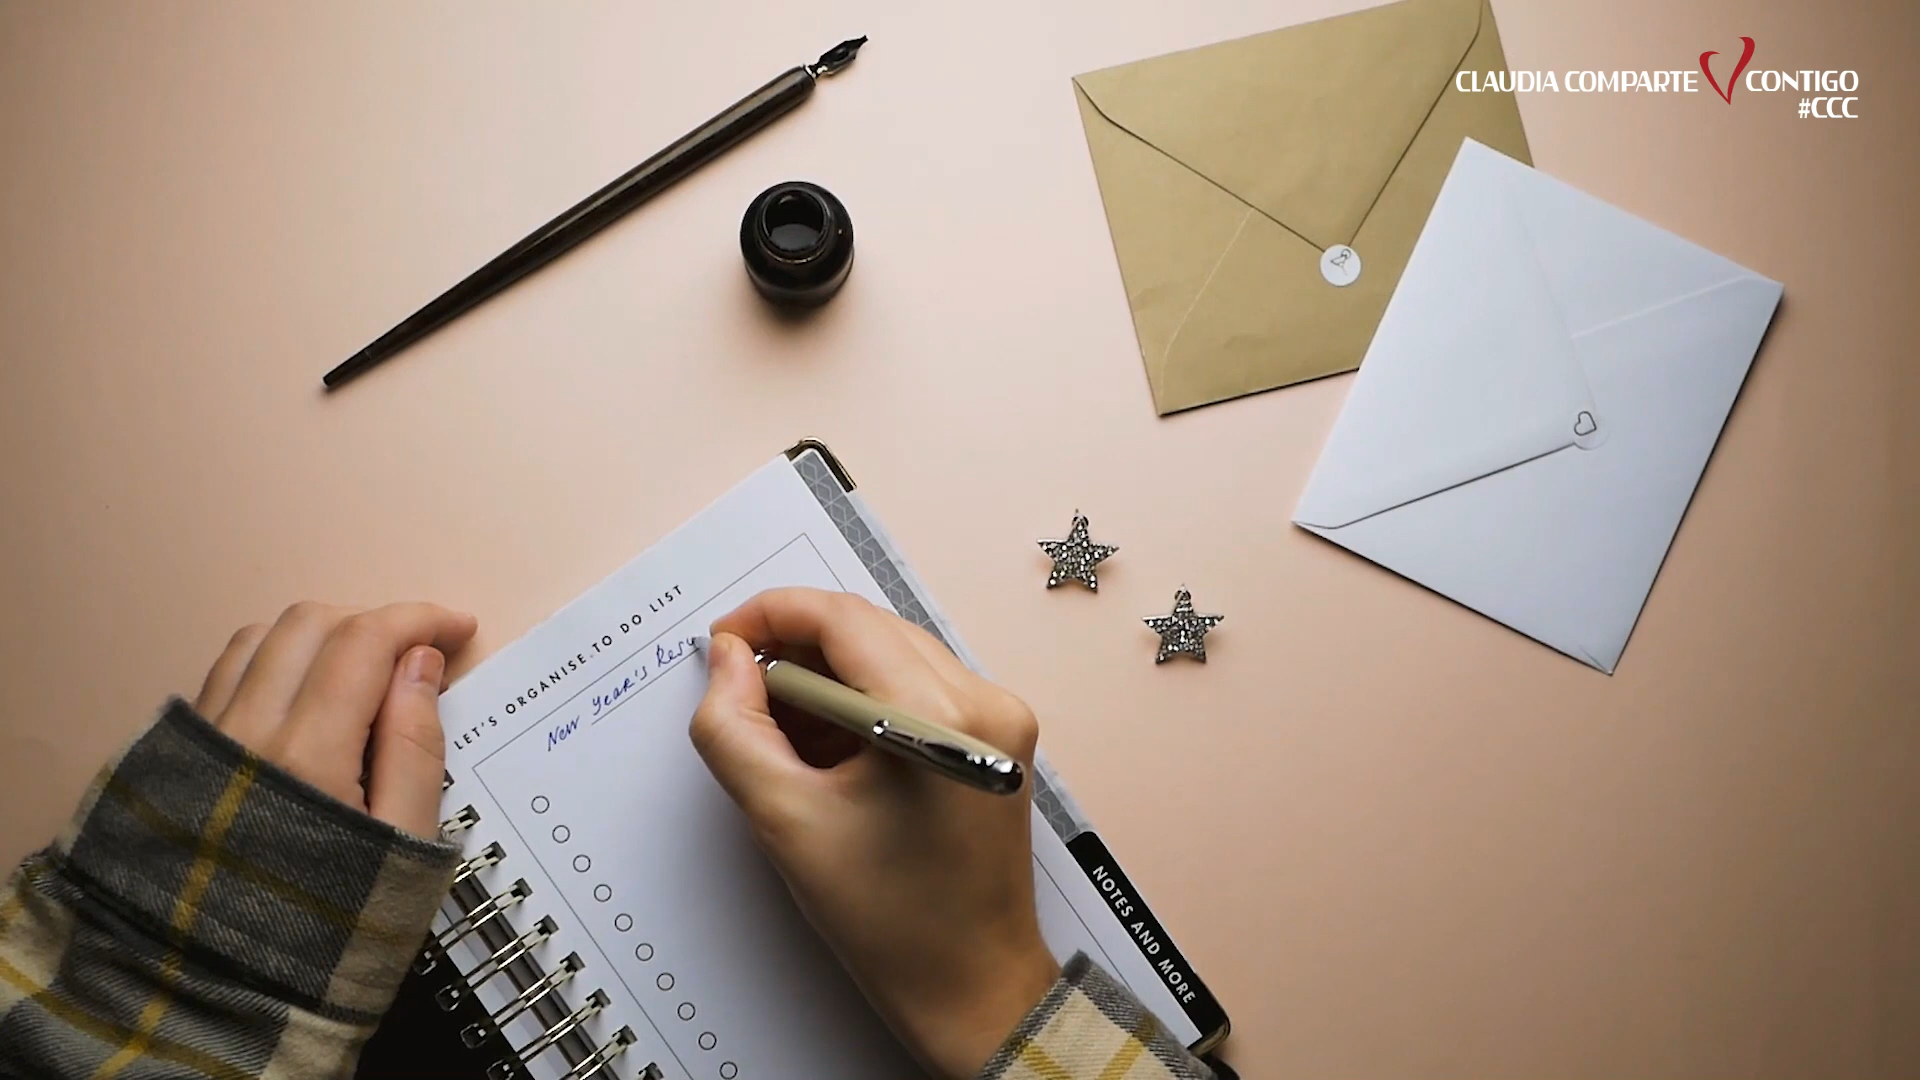 CLAUDIA COMPARTE CONTIGO
#CCC
LET'S ORGANISE.TO DO LIST
New Year's
NOTES AND MORE